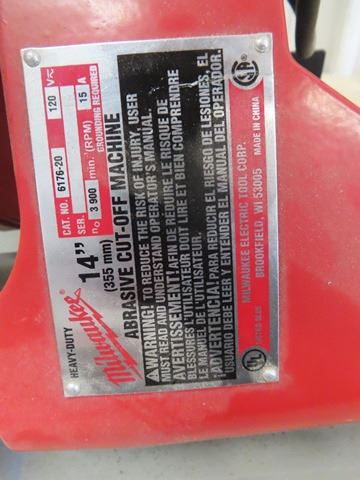 HEAVY-DUTY
Milwaukee
14"
(355 mm)
ABRASIVE CUT-OFF MACHINE
CAT. NO. 6176-20
SER.
120 V~
15 A
n₀ 3 900 min.⁻¹ (RPM)
GROUNDING REQUIRED
WARNING! TO REDUCE THE RISK OF INJURY, USER
MUST READ AND UNDERSTAND OPERATOR'S MANUAL.
AVERTISSEMENT! AFIN DE RÉDUIRE LE RISQUE DE
BLESSURES L'UTILISATEUR DOIT LIRE ET BIEN COMPRENDRE
LE MANUEL DE L'UTILISATEUR.
¡ADVERTENCIA! PARA REDUCIR EL RIESGO DE LESIONES, EL
USUARIO DEBE LEER Y ENTENDER EL MANUAL DEL OPERADOR.
MILWAUKEE ELECTRIC TOOL CORP.
BROOKFIELD, WI 53005
MADE IN CHINA
UL